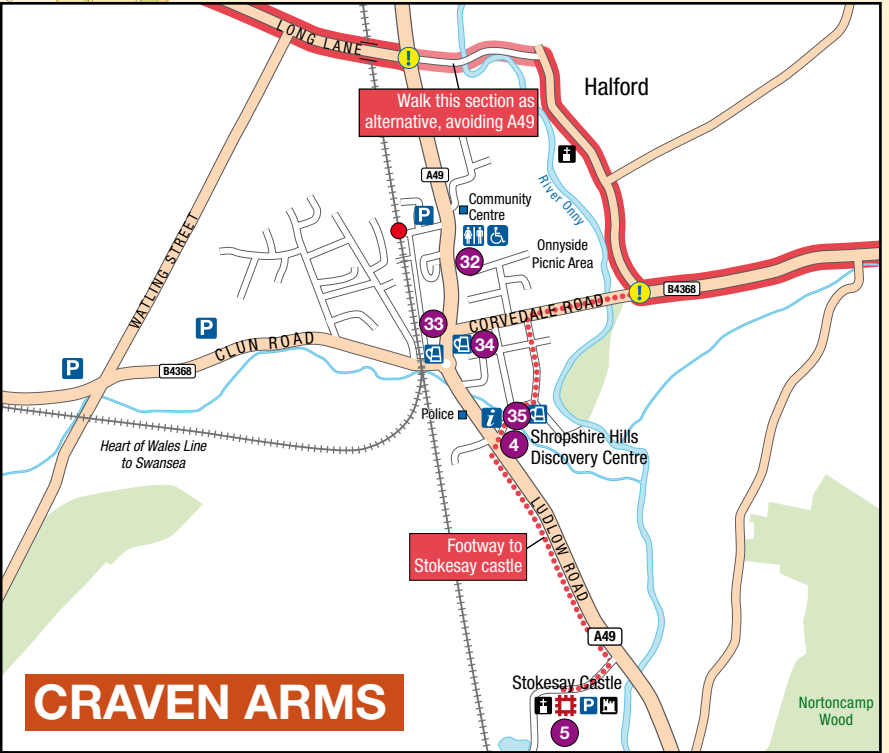 LONG LANE
!
Halford
Walk this section as
alternative, avoiding A49
A49
River Onny
Community
Centre
P
WATLING STREET
32
Onnyside
Picnic Area
!
B4368
CORVEDALE ROAD
33
34
P
CLUN ROAD
P
B4368
Police
i
35
4
Shropshire Hills
Discovery Centre
Heart of Wales Line
to Swansea
LUDLOW ROAD
Footway to
Stokesay castle
A49
Stokesay Castle
P
5
CRAVEN ARMS
Nortoncamp
Wood